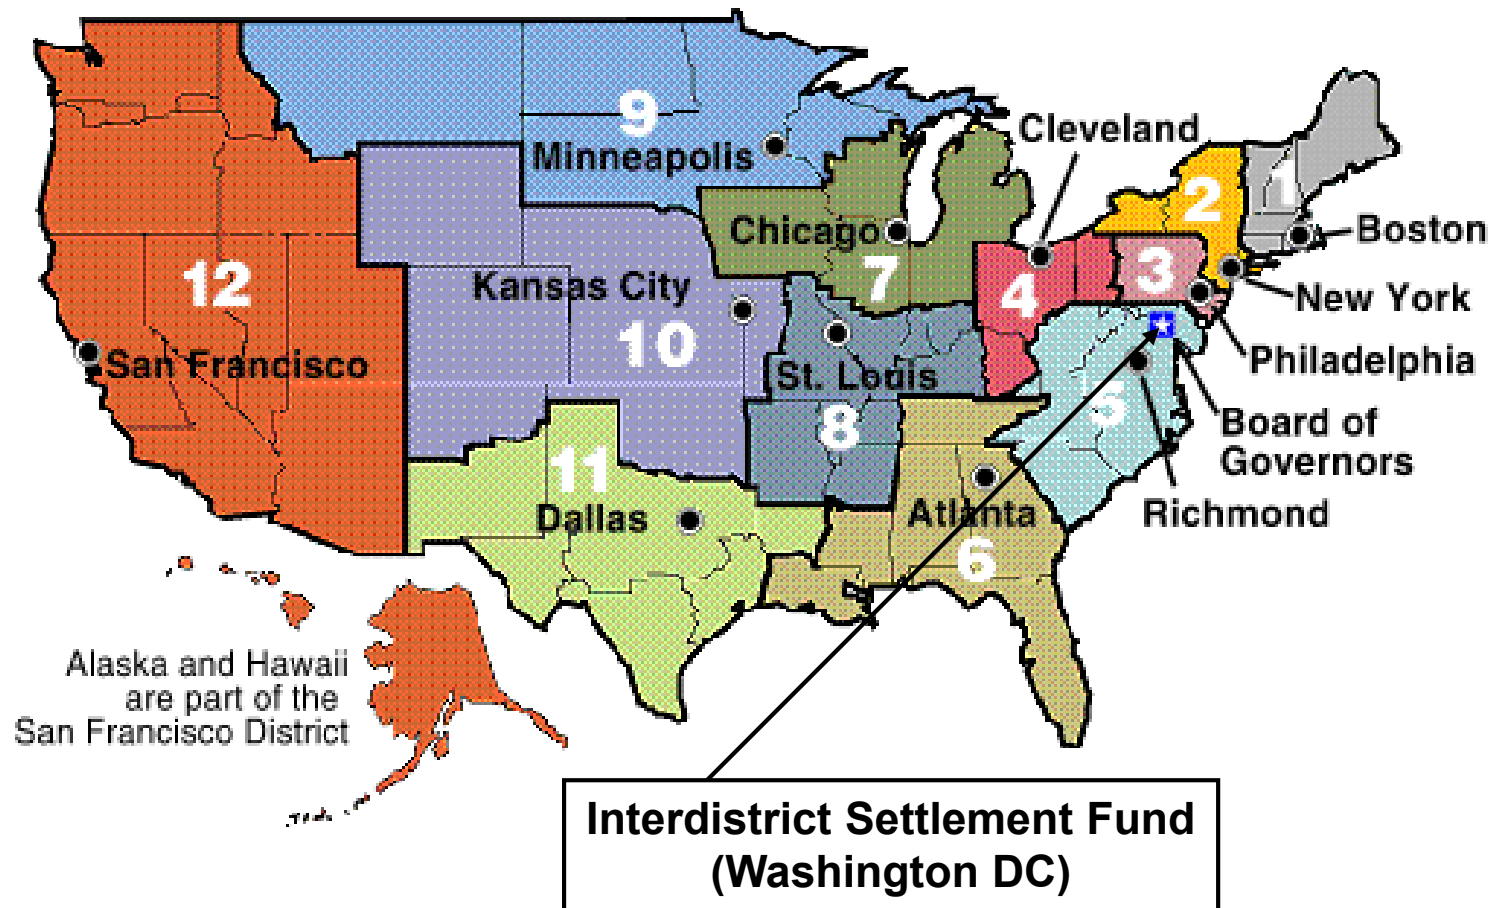 Cleveland
9
Minneapolis
1
2
Boston
Chicago
7
3
4
12
Kansas City
10
New York
San Francisco
St. Louis
Philadelphia
5
8
Board of
Governors
11
Dallas
Atlanta
Richmond
6
Alaska and Hawaii
are part of the
San Francisco District
Interdistrict Settlement Fund
(Washington DC)